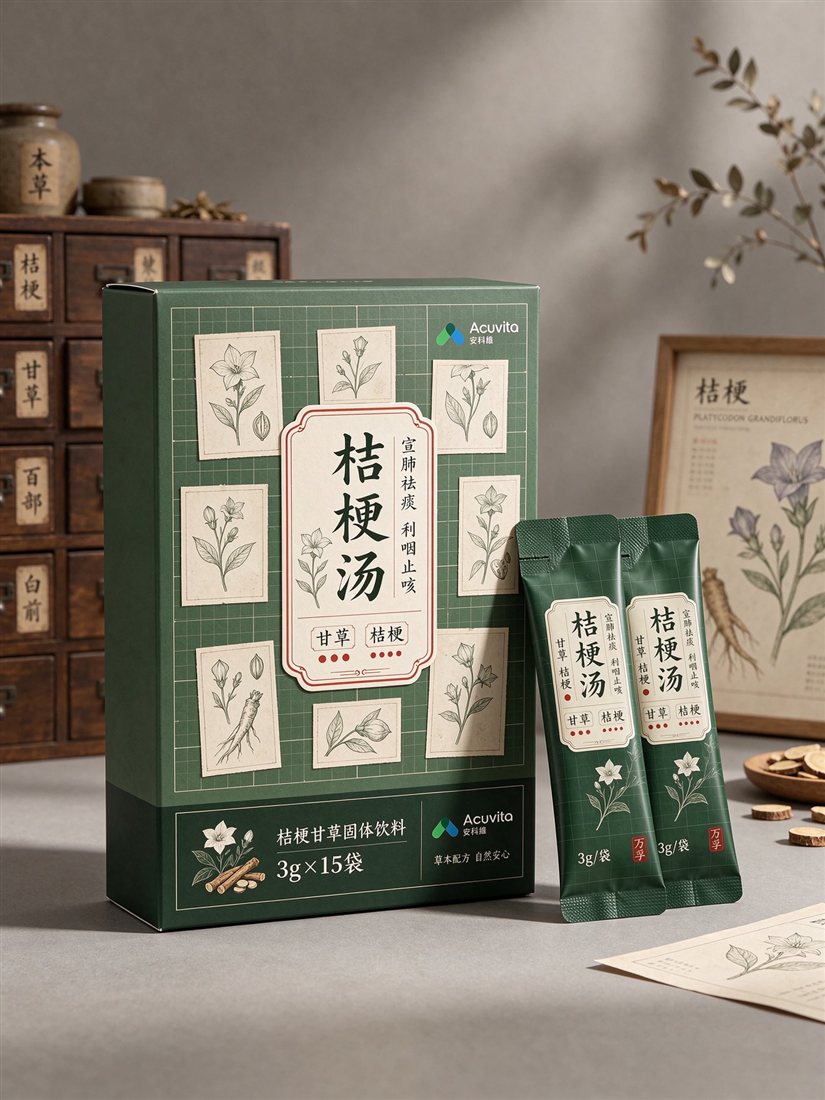 本草
桔梗
甘草
百部
白前
Acuvita
安科維
桔梗汤
宣肺祛痰 利咽止咳
甘草 桔梗
桔梗甘草固体饮料
3g×15袋
Acuvita
安科維
草本配方 自然安心
桔梗汤
宣肺祛痰 利咽止咳
甘草 桔梗
甘草 桔梗
3g/袋
万孚
桔梗汤
宣肺祛痰 利咽止咳
甘草 桔梗
3g/袋
万孚
桔梗
PLATYCODON GRANDIFLORUS